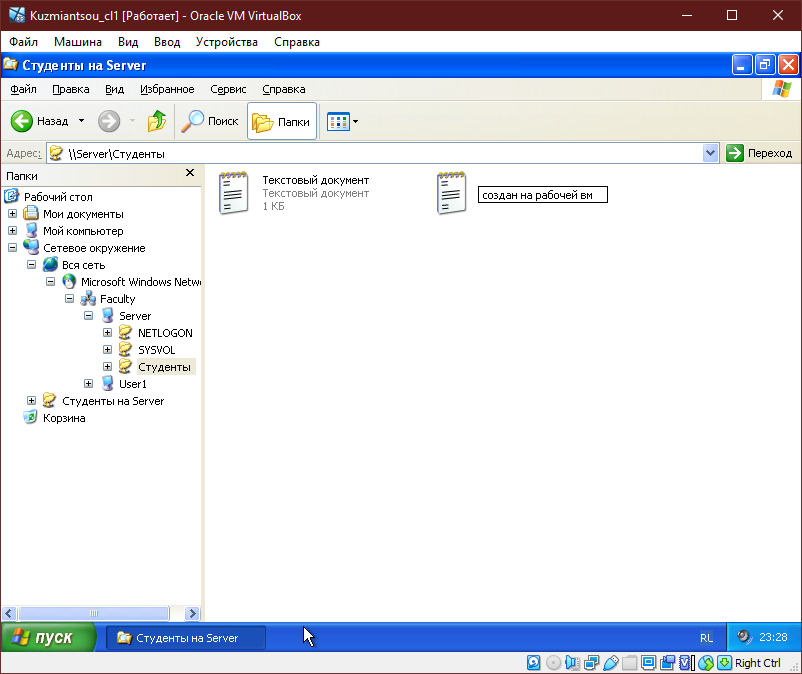 Kuzmiantsou_cl1 [Работает] - Oracle VM VirtualBox
Файл Машина Вид Ввод Устройства Справка
Студенты на Server
Файл Правка Вид Избранное Сервис Справка
Назад Поиск Папки
Адрес: \\Server\Студенты Переход
Папки
Рабочий стол
Мои документы
Мой компьютер
Сетевое окружение
Вся сеть
Microsoft Windows Netw
Faculty
Server
NETLOGON
SYSVOL
Студенты
User1
Студенты на Server
Корзина
Текстовый документ
Текстовый документ
1 КБ
создан на рабочей вм
пуск Студенты на Server RL 23:28
Right Ctrl